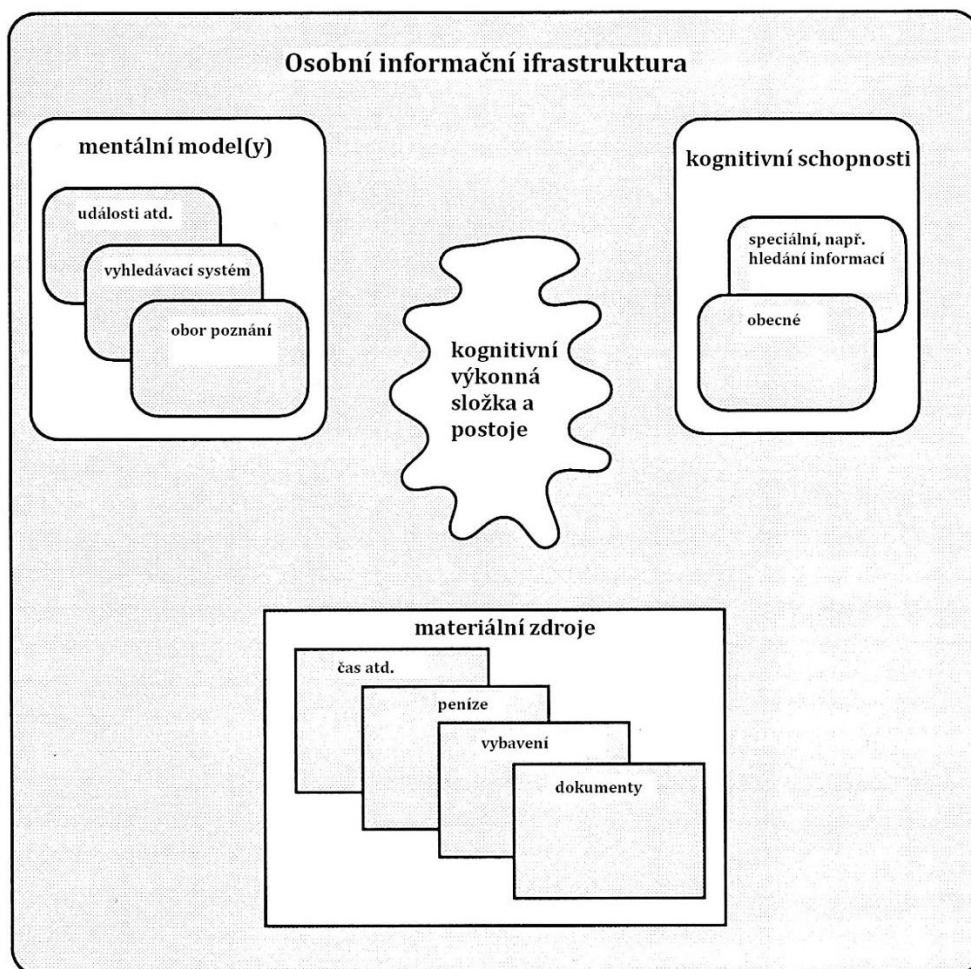 Osobní informační ifrastruktura
mentální model(y)
události atd.
vyhledávací systém
obor poznání
kognitivní schopnosti
speciální, např.
hledání informací
obecné
kognitivní
výkonná
složka a
postoje
materiální zdroje
čas atd.
peníze
vybavení
dokumenty